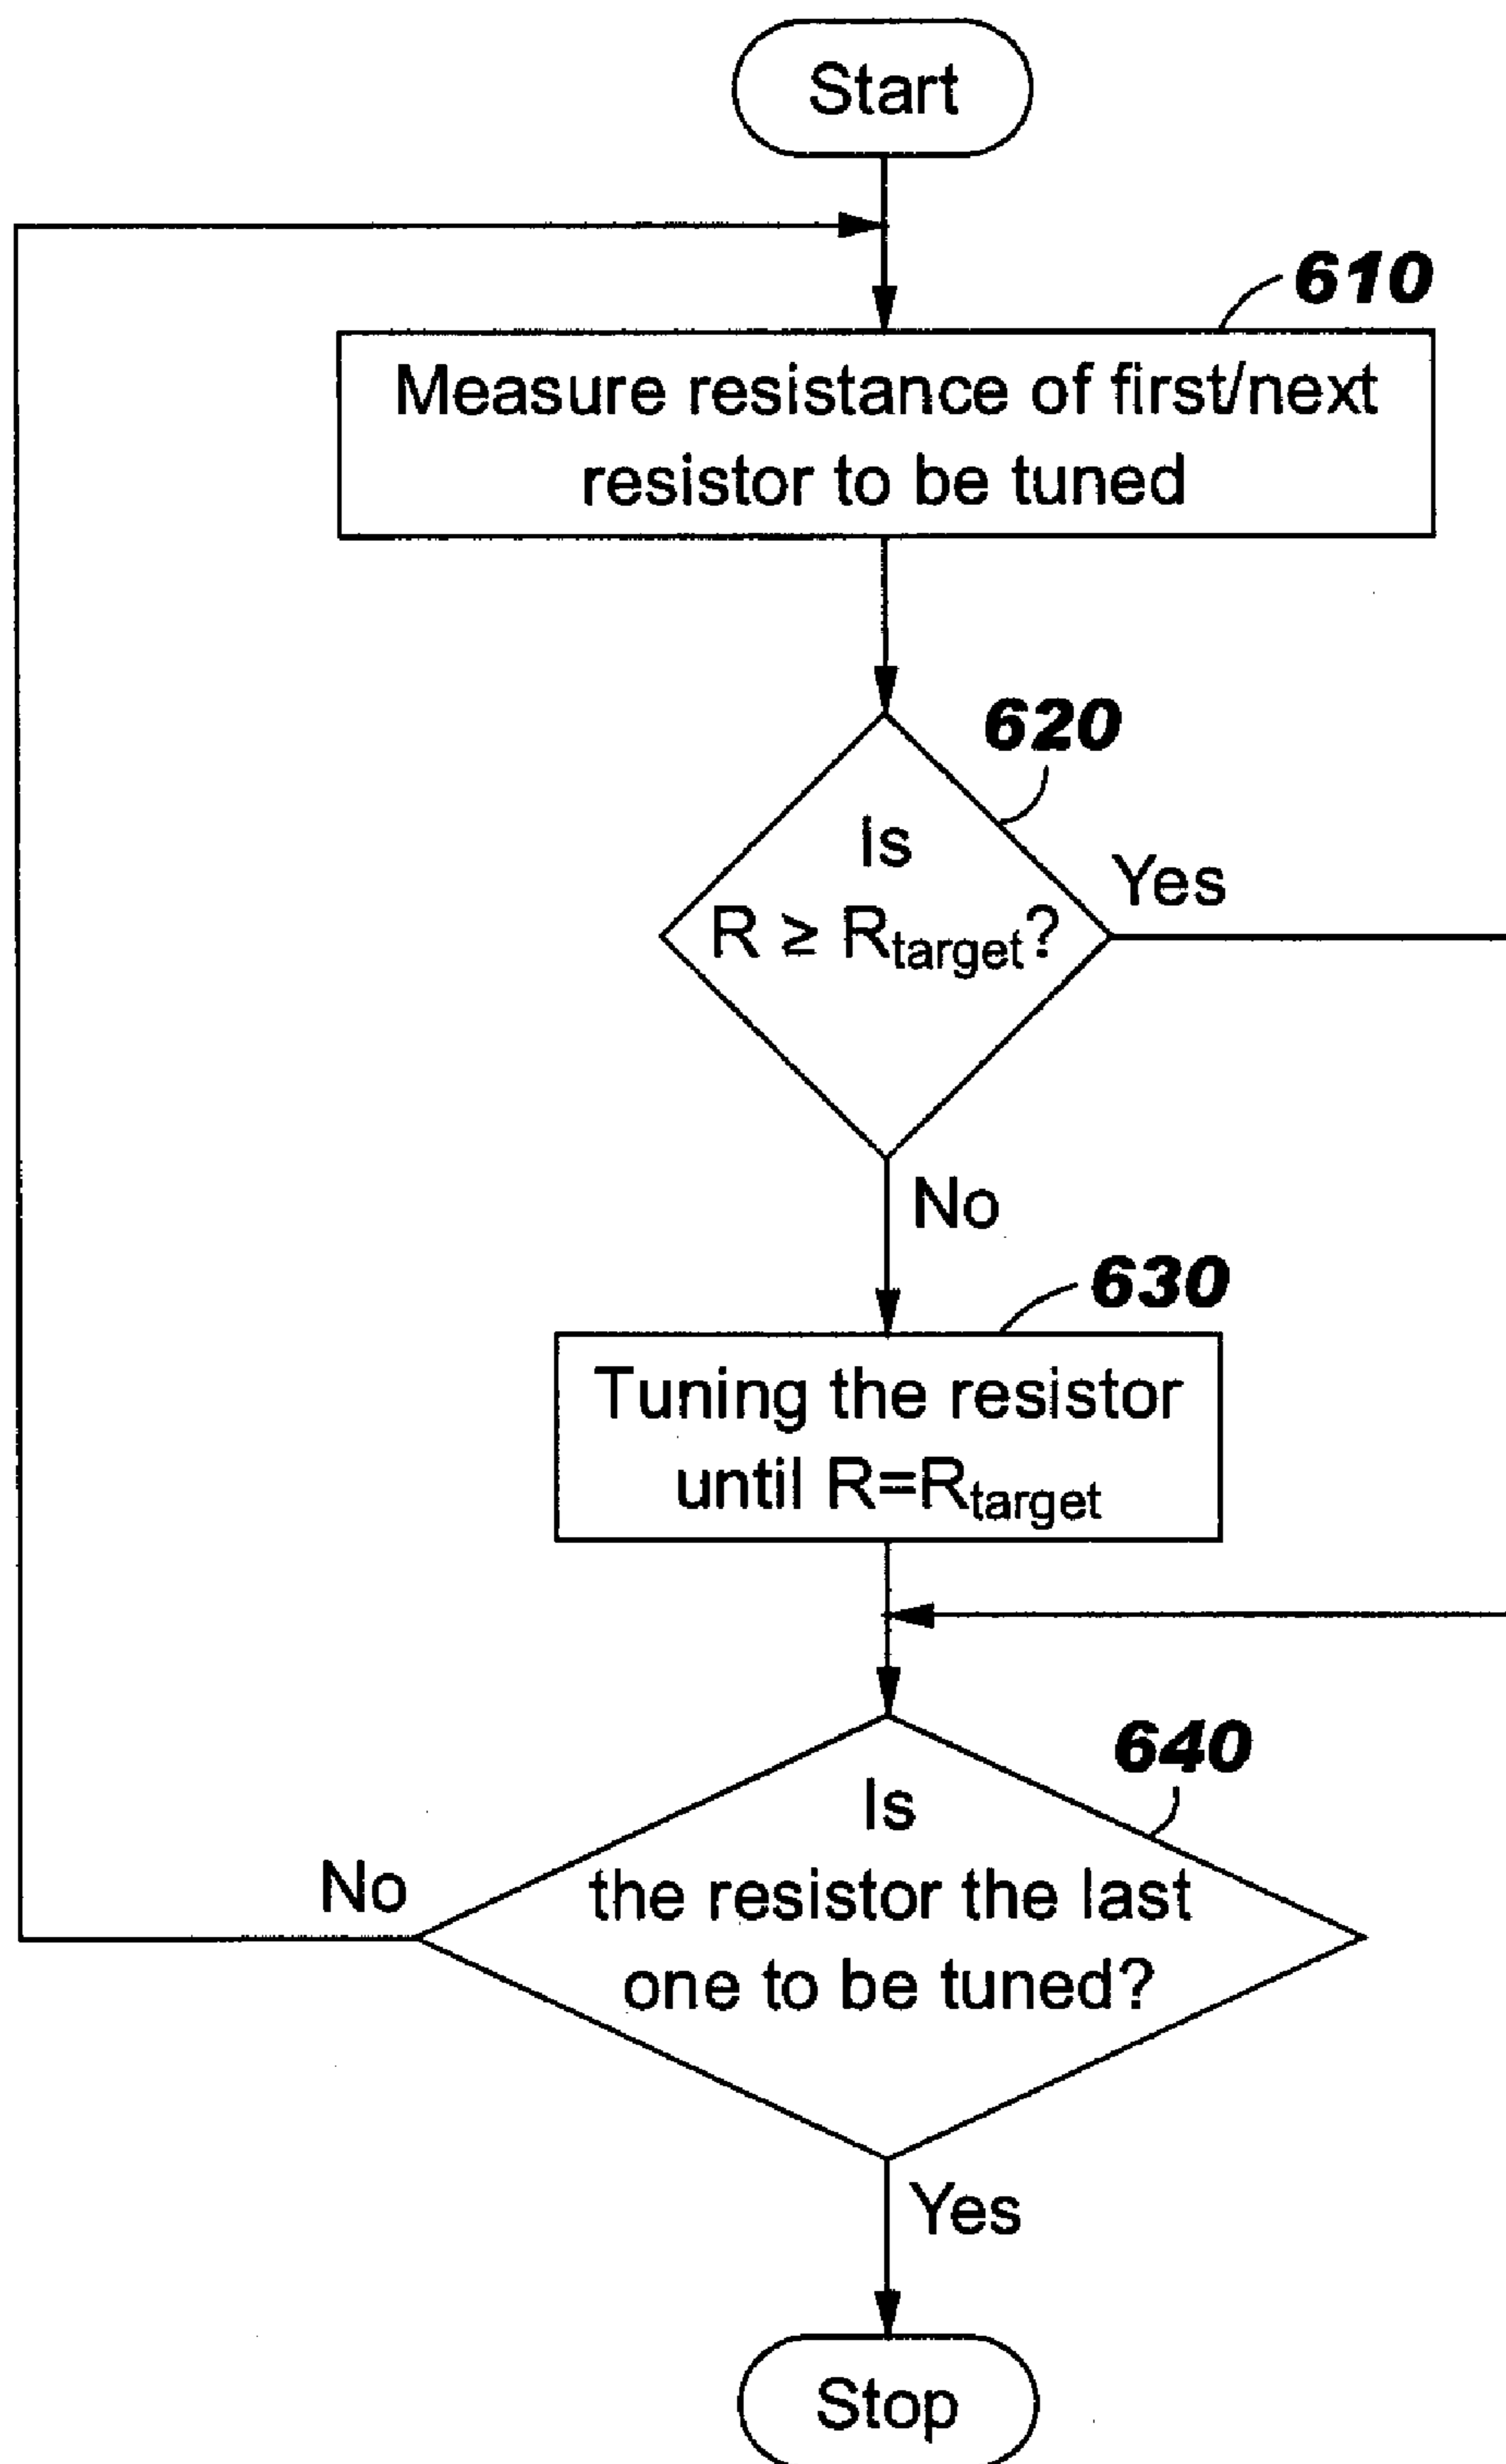 Start
610
Measure resistance of first/next
resistor to be tuned
620
Is
R ≥ Rtarget?
Yes
No
630
Tuning the resistor
until R=Rtarget
640
Is
the resistor the last
one to be tuned?
No
Yes
Stop